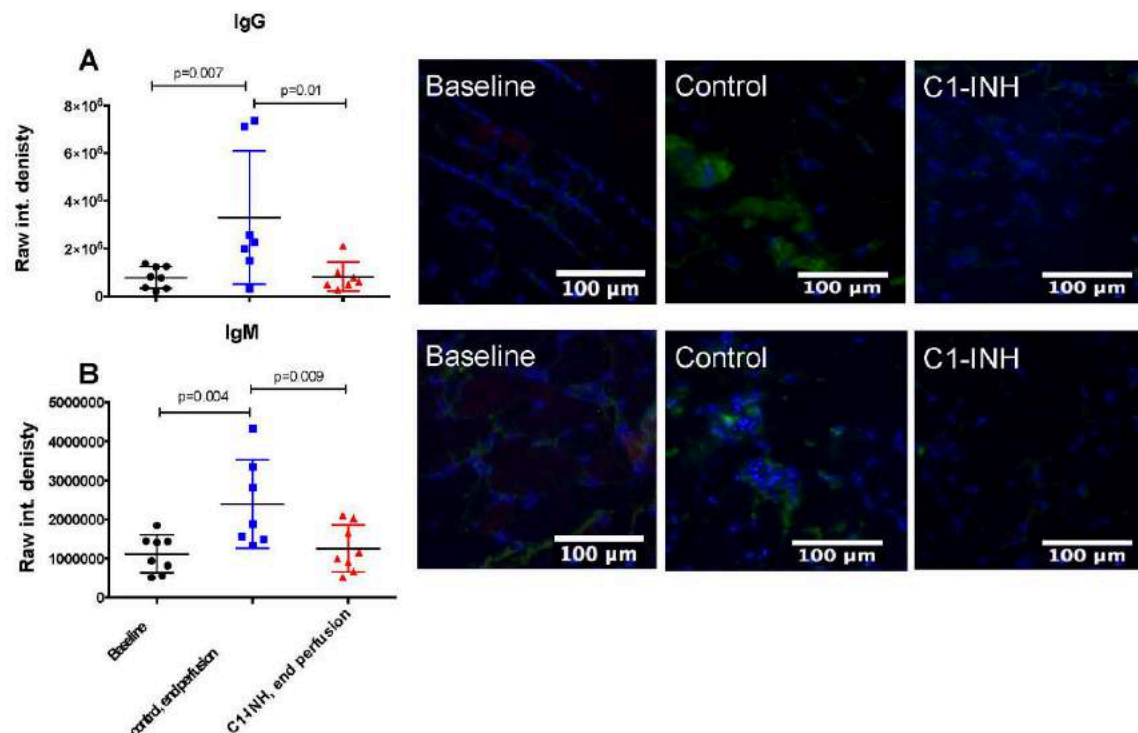 IgG
A
p=0.007
p=0.01
8×10⁶
6×10⁶
4×10⁶
2×10⁶
0
Raw int. denisty
Baseline
100 µm
Control
100 µm
C1-INH
100 µm
IgM
B
p=0.004
p=0.009
5000000
4000000
3000000
2000000
1000000
0
Raw int. denisty
Baseline
control, end perfusion
C1-INH, end perfusion
Baseline
100 µm
Control
100 µm
C1-INH
100 µm